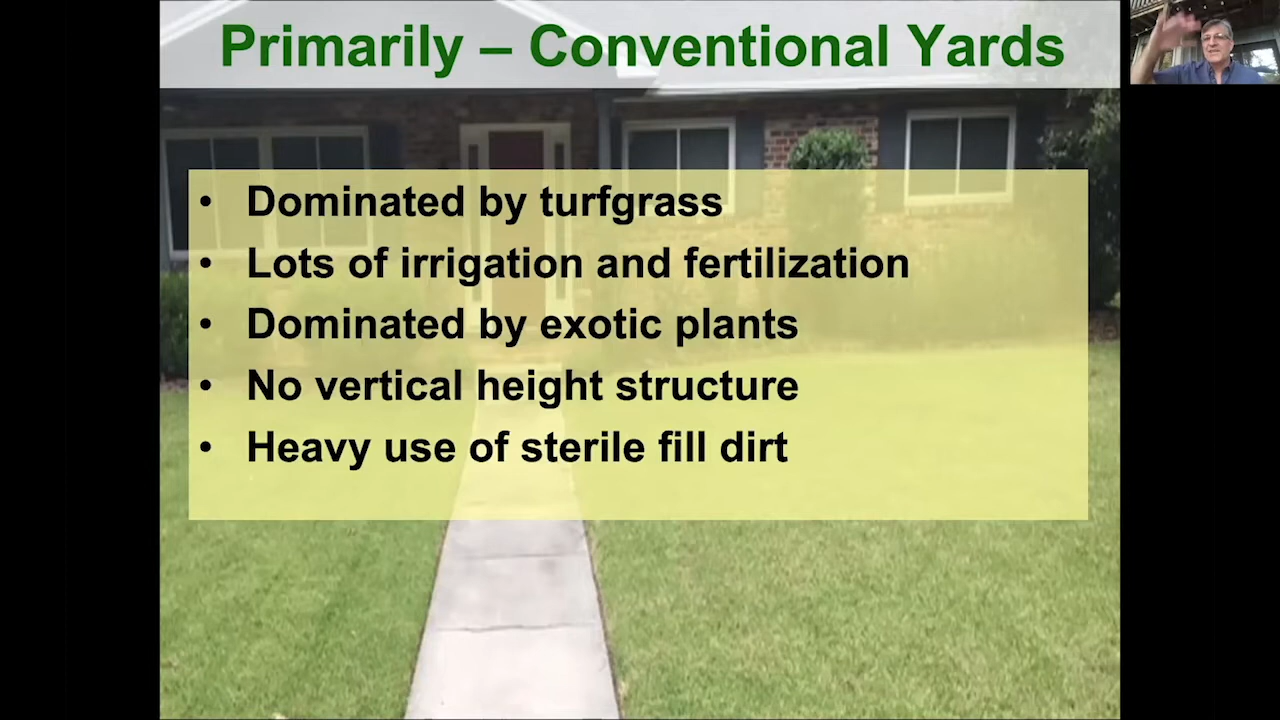 Primarily – Conventional Yards
• Dominated by turfgrass
• Lots of irrigation and fertilization
• Dominated by exotic plants
• No vertical height structure
• Heavy use of sterile fill dirt